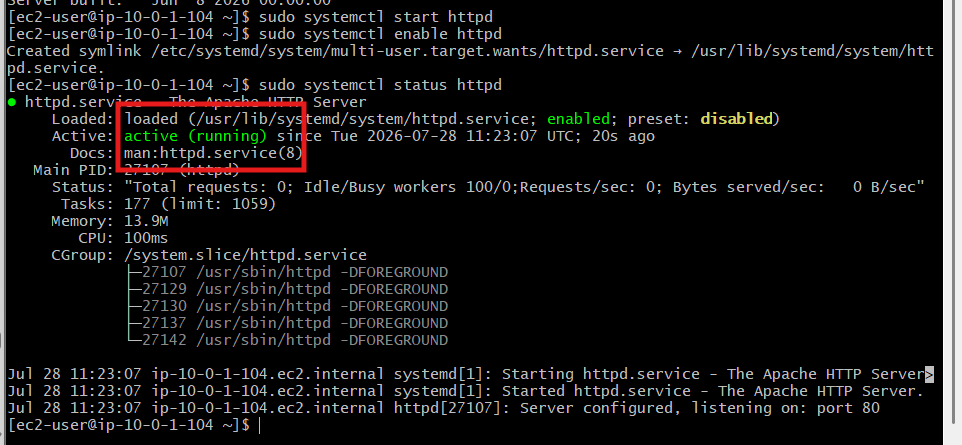 [ec2-user@ip-10-0-1-104 ~]$ sudo systemctl start httpd
[ec2-user@ip-10-0-1-104 ~]$ sudo systemctl enable httpd
Created symlink /etc/systemd/system/multi-user.target.wants/httpd.service → /usr/lib/systemd/system/htt
pd.service.
[ec2-user@ip-10-0-1-104 ~]$ sudo systemctl status httpd
● httpd.service - The Apache HTTP Server
Loaded: loaded (/usr/lib/systemd/system/httpd.service; enabled; preset: disabled)
Active: active (running) since Tue 2026-07-28 11:23:07 UTC; 20s ago
Docs: man:httpd.service(8)
Main PID: 27107 (httpd)
Status: "Total requests: 0; Idle/Busy workers 100/0;Requests/sec: 0; Bytes served/sec:   0 B/sec"
Tasks: 177 (limit: 1059)
Memory: 13.9M
CPU: 100ms
CGroup: /system.slice/httpd.service
├─27107 /usr/sbin/httpd -DFOREGROUND
├─27129 /usr/sbin/httpd -DFOREGROUND
├─27130 /usr/sbin/httpd -DFOREGROUND
├─27137 /usr/sbin/httpd -DFOREGROUND
└─27142 /usr/sbin/httpd -DFOREGROUND
Jul 28 11:23:07 ip-10-0-1-104.ec2.internal systemd[1]: Starting httpd.service - The Apache HTTP Server>
Jul 28 11:23:07 ip-10-0-1-104.ec2.internal systemd[1]: Started httpd.service - The Apache HTTP Server.
Jul 28 11:23:07 ip-10-0-1-104.ec2.internal httpd[27107]: Server configured, listening on: port 80
[ec2-user@ip-10-0-1-104 ~]$